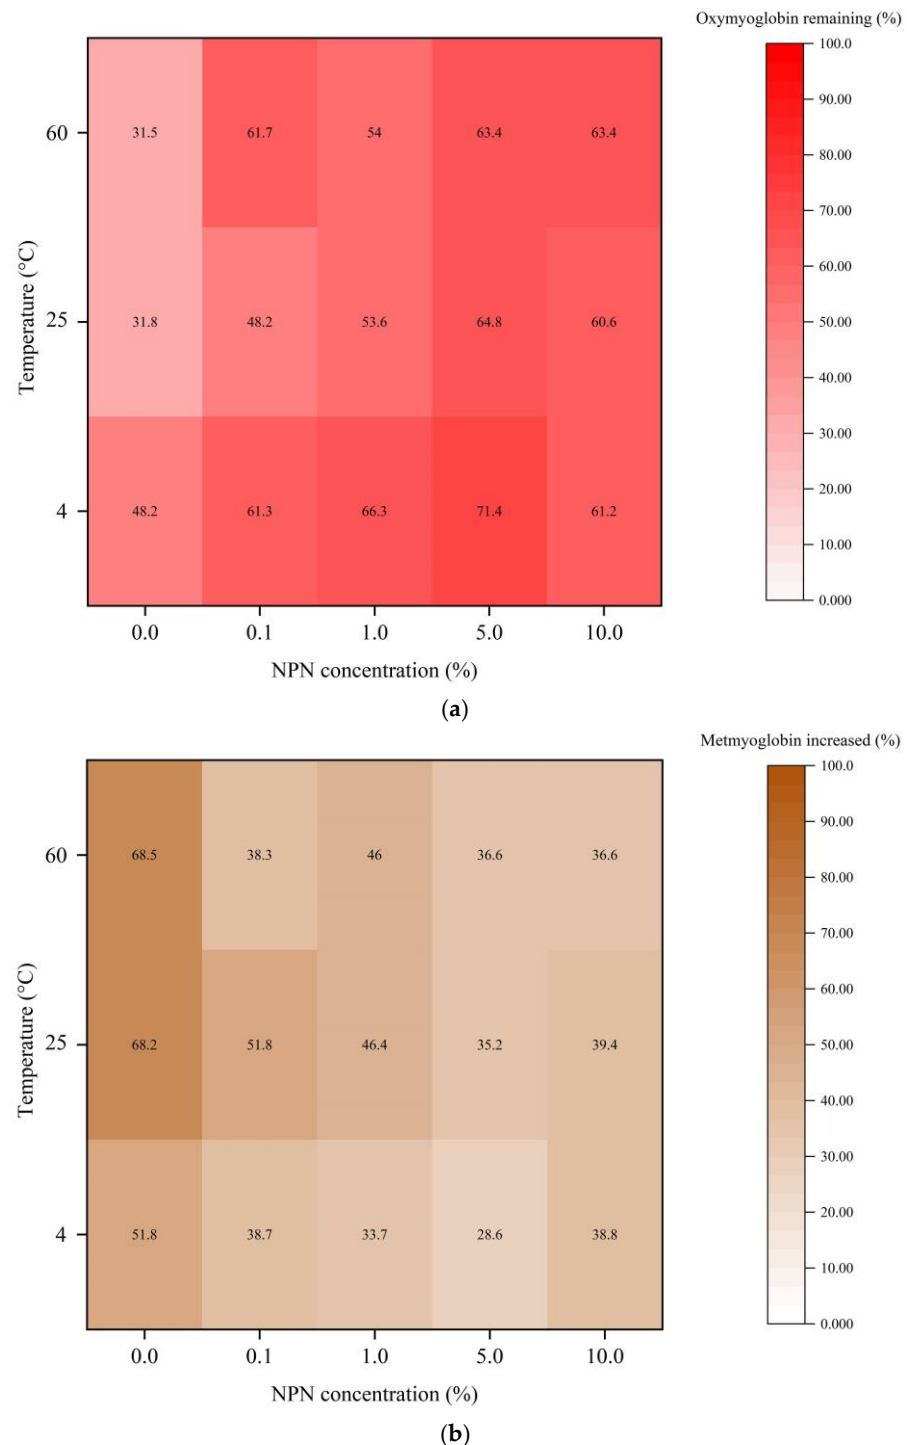 Oxymyoglobin remaining (%)
100.0
90.00
80.00
70.00
60.00
50.00
40.00
30.00
20.00
10.00
0.000
Temperature (°C)
60
31.5 61.7 54 63.4 63.4
25
31.8 48.2 53.6 64.8 60.6
4
48.2 61.3 66.3 71.4 61.2
0.0 0.1 1.0 5.0 10.0
NPN concentration (%)
(a)
Metmyoglobin increased (%)
100.0
90.00
80.00
70.00
60.00
50.00
40.00
30.00
20.00
10.00
0.000
Temperature (°C)
60
68.5 38.3 46 36.6 36.6
25
68.2 51.8 46.4 35.2 39.4
4
51.8 38.7 33.7 28.6 38.8
0.0 0.1 1.0 5.0 10.0
NPN concentration (%)
(b)